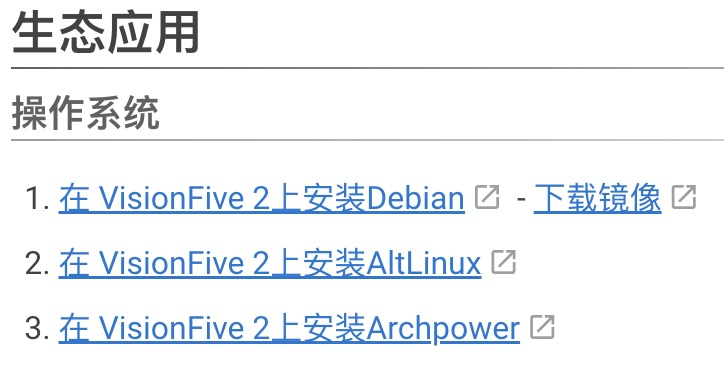 生态应用
操作系统
1. 在 VisionFive 2上安装Debian - 下载镜像
2. 在 VisionFive 2上安装AltLinux
3. 在 VisionFive 2上安装Archpower